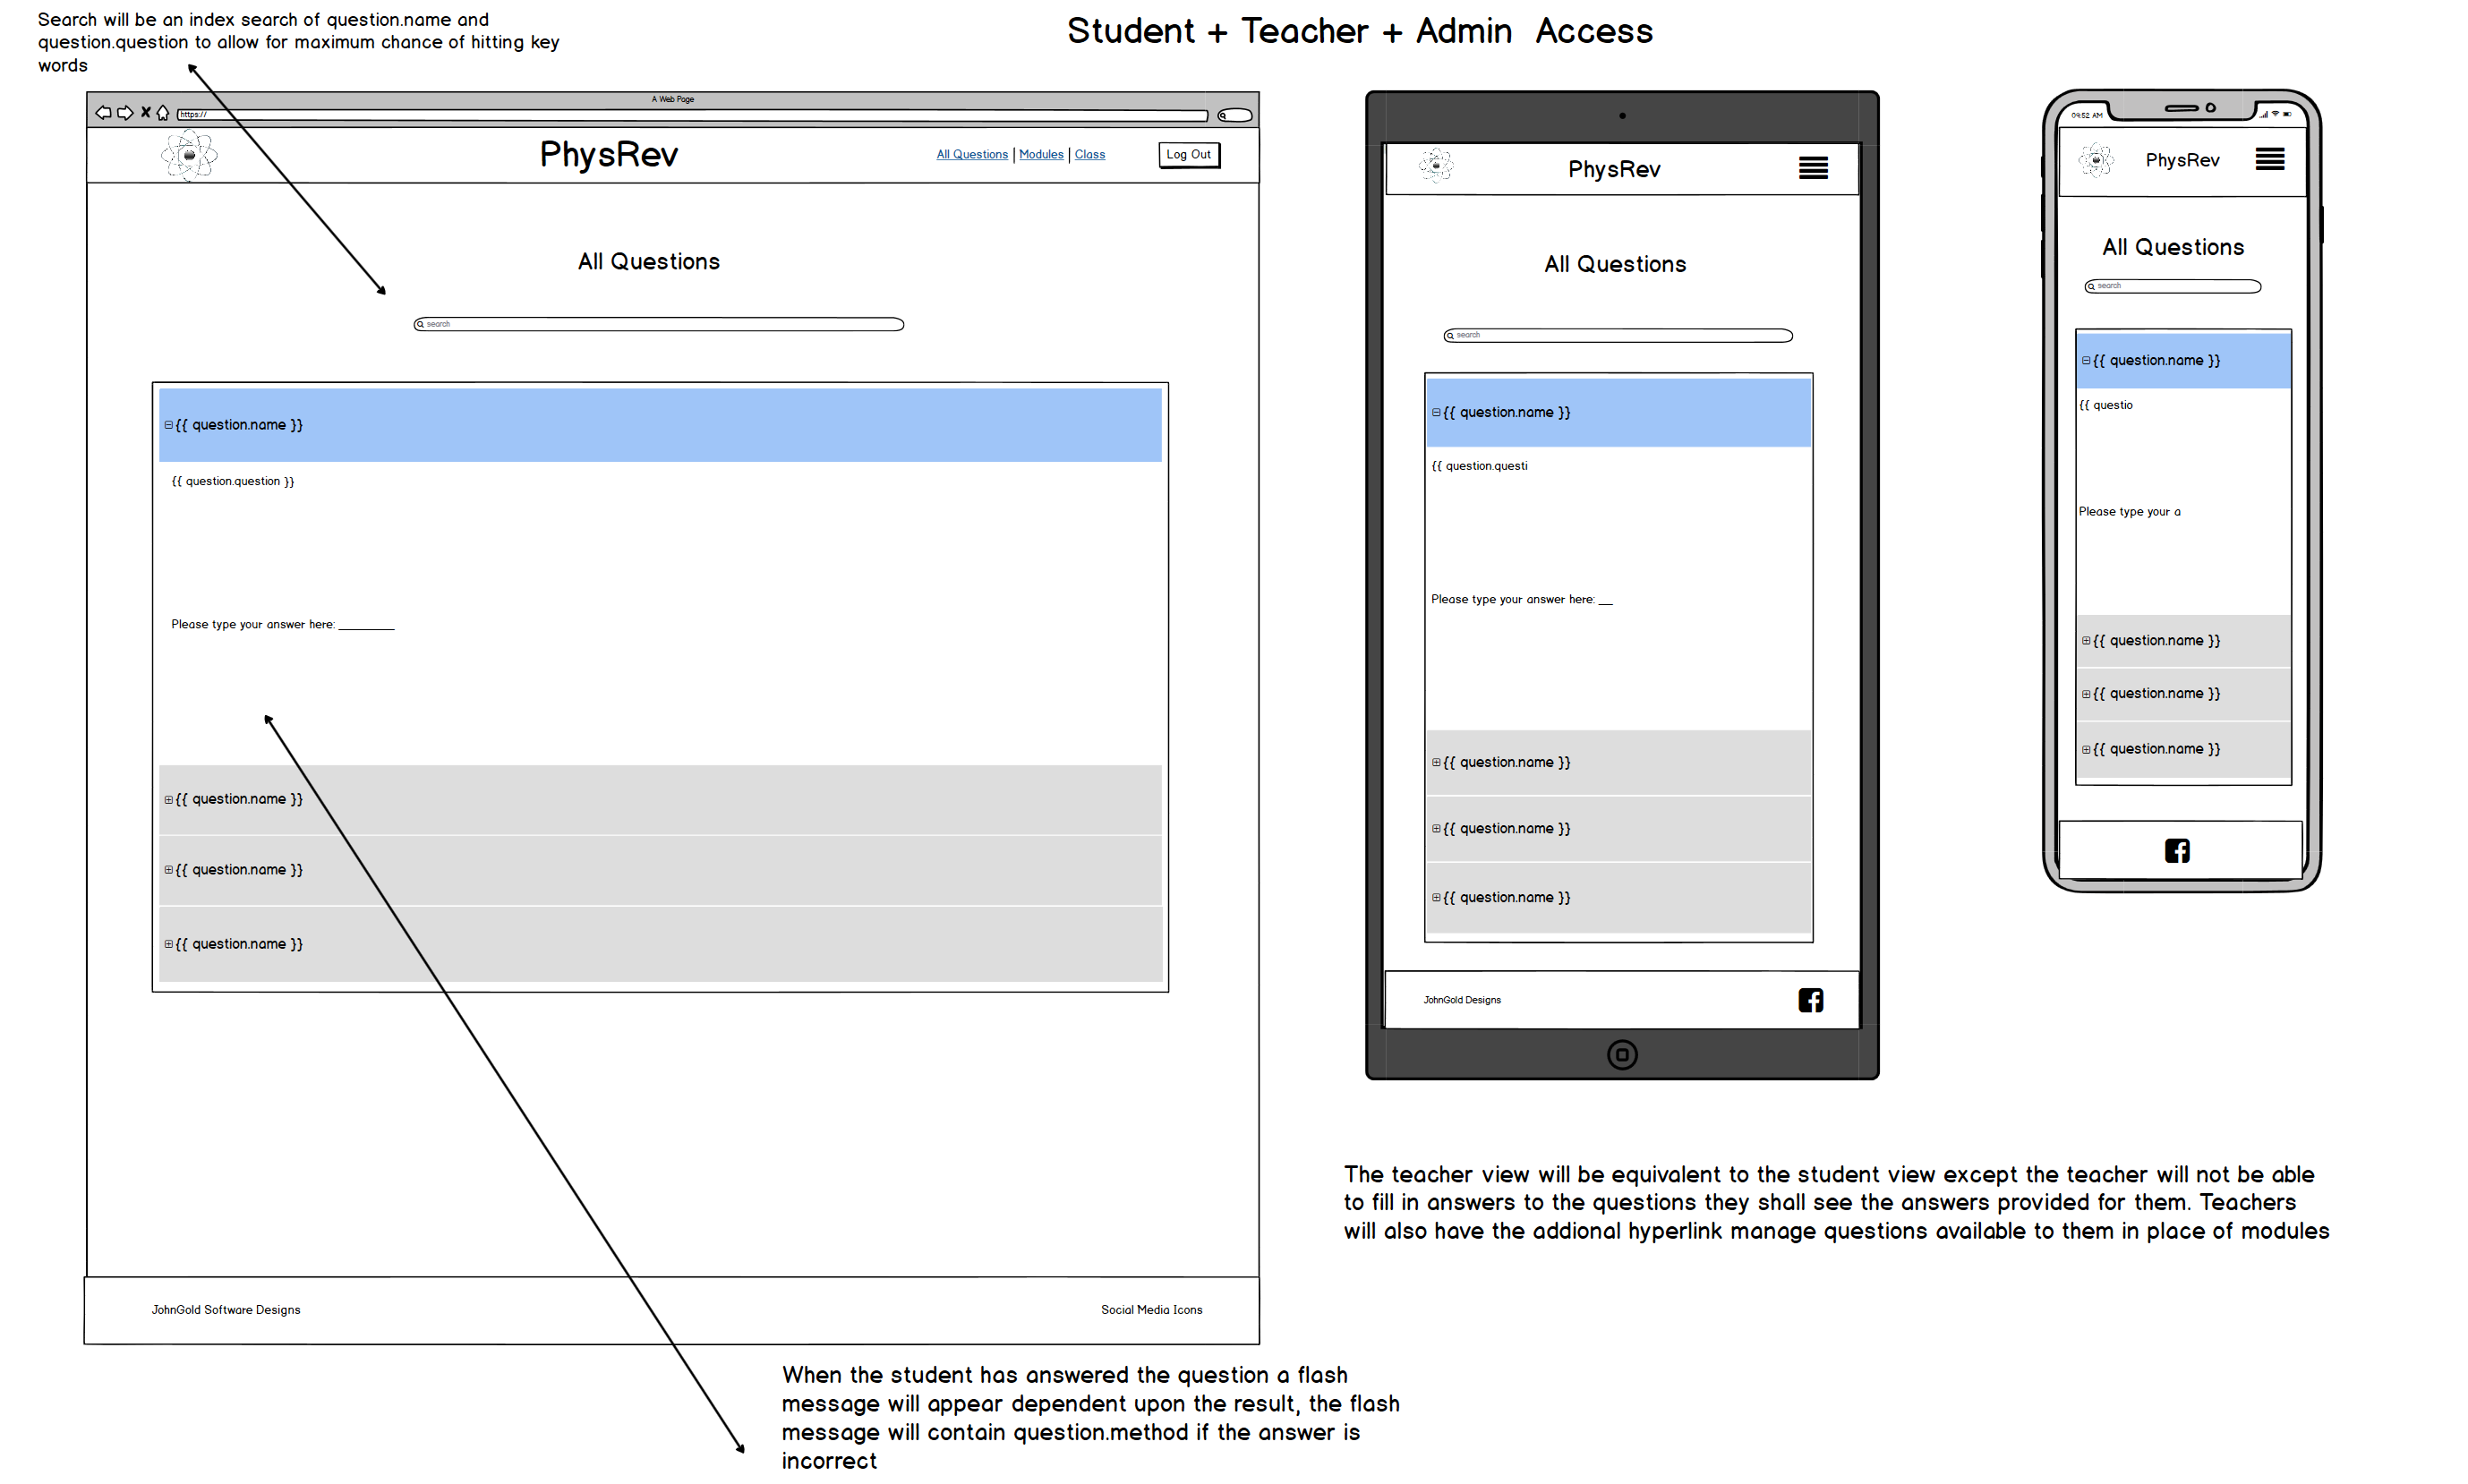 Search will be an index search of question.name and
question.question to allow for maximum chance of hitting key
words
Student + Teacher + Admin Access
A Web Page
https://
PhysRev
All Questions | Modules | Class
Log Out
All Questions
search
{{ question.name }}
{{ question.question }}
Please type your answer here: ________
{{ question.name }}
{{ question.name }}
{{ question.name }}
JohnGold Software Designs
Social Media Icons
PhysRev
All Questions
search
{{ question.name }}
{{ question.questi
Please type your answer here: __
{{ question.name }}
{{ question.name }}
{{ question.name }}
JohnGold Designs
09:52 AM
PhysRev
All Questions
search
{{ question.name }}
{{ questio
Please type your a
{{ question.name }}
{{ question.name }}
{{ question.name }}
The teacher view will be equivalent to the student view except the teacher will not be able
to fill in answers to the questions they shall see the answers provided for them. Teachers
will also have the addional hyperlink manage questions available to them in place of modules
When the student has answered the question a flash
message will appear dependent upon the result, the flash
message will contain question.method if the answer is
incorrect